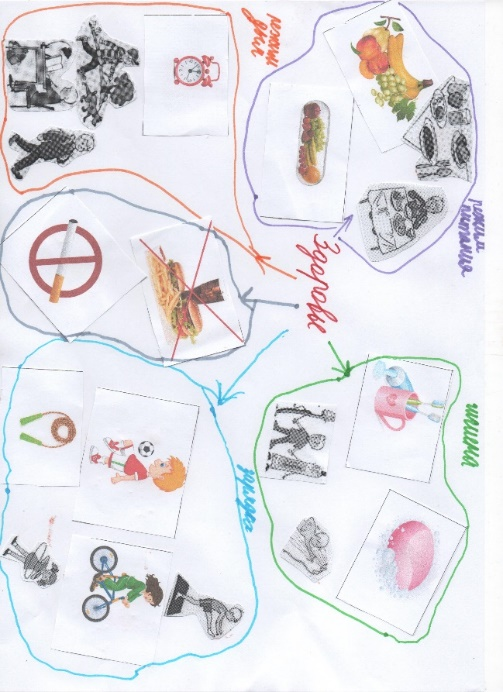 режим
дня
режим
питания
Здоровье
гигиена
зарядка